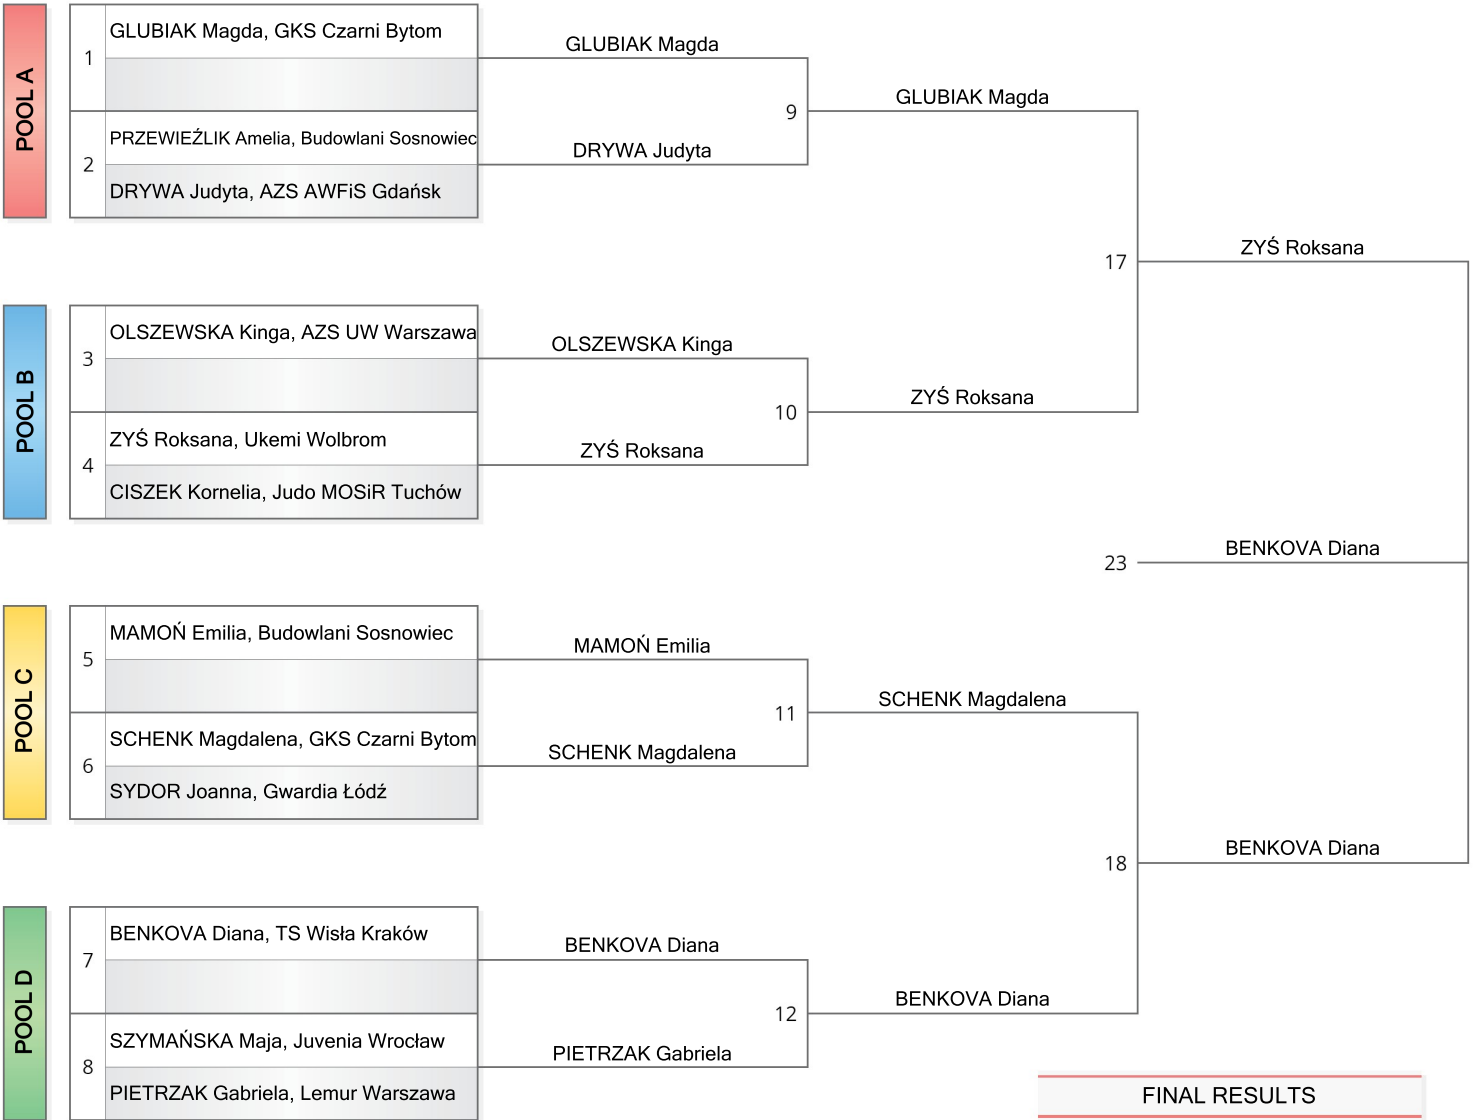 POOL A
1
GLUBIAK Magda, GKS Czarni Bytom
2
PRZEWIEŹLIK Amelia, Budowlani Sosnowiec
DRYWA Judyta, AZS AWFiS Gdańsk
GLUBIAK Magda
9
DRYWA Judyta
GLUBIAK Magda
POOL B
3
OLSZEWSKA Kinga, AZS UW Warszawa
4
ZYŚ Roksana, Ukemi Wolbrom
CISZEK Kornelia, Judo MOSiR Tuchów
OLSZEWSKA Kinga
10
ZYŚ Roksana
ZYŚ Roksana
17
ZYŚ Roksana
23
BENKOVA Diana
POOL C
5
MAMOŃ Emilia, Budowlani Sosnowiec
6
SCHENK Magdalena, GKS Czarni Bytom
SYDOR Joanna, Gwardia Łódź
MAMOŃ Emilia
11
SCHENK Magdalena
SCHENK Magdalena
18
BENKOVA Diana
POOL D
7
BENKOVA Diana, TS Wisła Kraków
8
SZYMAŃSKA Maja, Juvenia Wrocław
PIETRZAK Gabriela, Lemur Warszawa
BENKOVA Diana
12
PIETRZAK Gabriela
BENKOVA Diana
FINAL RESULTS